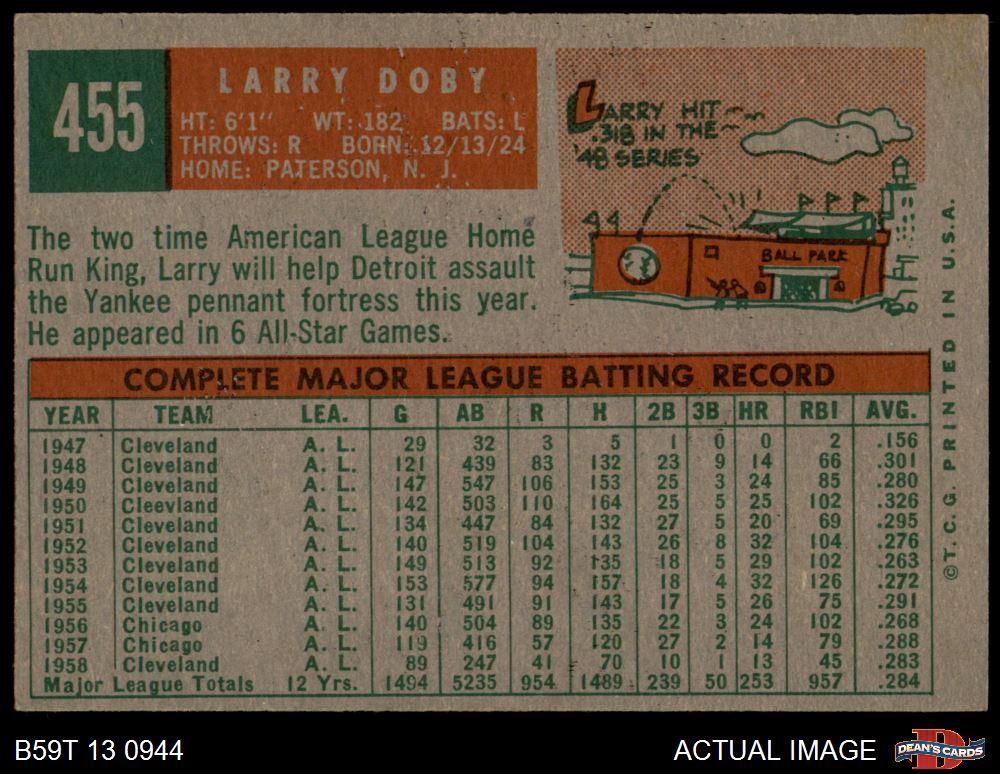 455
LARRY DOBY
HT: 6'1" WT: 182 BATS: L
THROWS: R BORN: 12/13/24
HOME: PATERSON, N. J.
LARRY HIT
.318 IN THE
'48 SERIES
BALL PARK
The two time American League Home
Run King, Larry will help Detroit assault
the Yankee pennant fortress this year.
He appeared in 6 All-Star Games.
COMPLETE MAJOR LEAGUE BATTING RECORD
YEAR TEAM LEA. G AB R H 2B 3B HR RBI AVG.
1947 Cleveland A. L. 29 32 3 5 1 0 0 2 .156
1948 Cleveland A. L. 121 439 83 132 23 9 14 66 .301
1949 Cleveland A. L. 147 547 106 153 25 3 24 85 .280
1950 Cleevland A. L. 142 503 110 164 25 5 25 102 .326
1951 Cleveland A. L. 134 447 84 132 27 5 20 69 .295
1952 Cleveland A. L. 140 519 104 143 26 8 32 104 .276
1953 Cleveland A. L. 149 513 92 135 18 5 29 102 .263
1954 Cleveland A. L. 153 577 94 157 18 4 32 126 .272
1955 Cleveland A. L. 131 491 91 143 17 5 26 75 .291
1956 Chicago A. L. 140 504 89 135 22 3 24 102 .268
1957 Chicago A. L. 119 416 57 120 27 2 14 79 .288
1958 Cleveland A. L. 89 247 41 70 10 1 13 45 .283
Major League Totals 12 Yrs. 1494 5235 954 1489 239 50 253 957 .284
©T. C. G. PRINTED IN U.S.A.
B59T 13 0944
ACTUAL IMAGE
DEAN'S CARDS